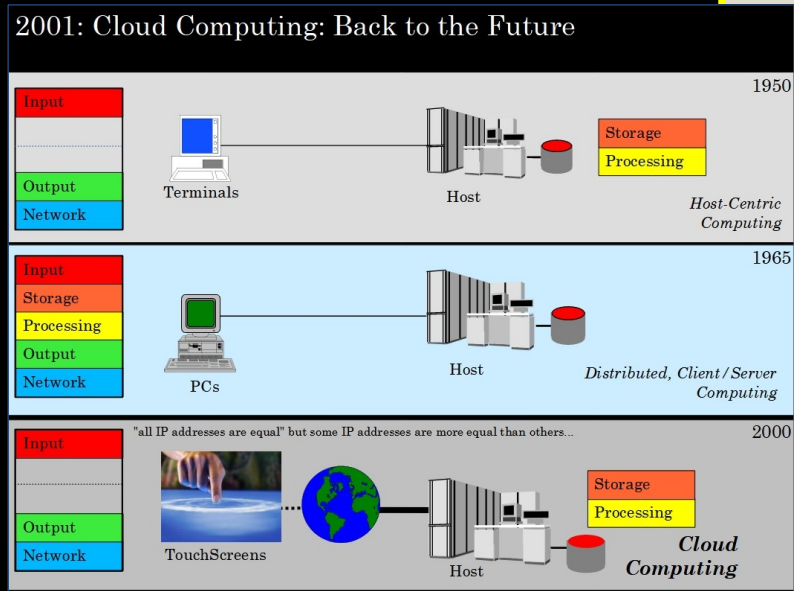 2001: Cloud Computing: Back to the Future
1950
Input
Output
Network
Terminals
Host
Storage
Processing
Host-Centric
Computing
1965
Input
Storage
Processing
Output
Network
PCs
Host
Distributed, Client/Server
Computing
"all IP addresses are equal" but some IP addresses are more equal than others...
2000
Input
Output
Network
TouchScreens
Host
Storage
Processing
Cloud
Computing